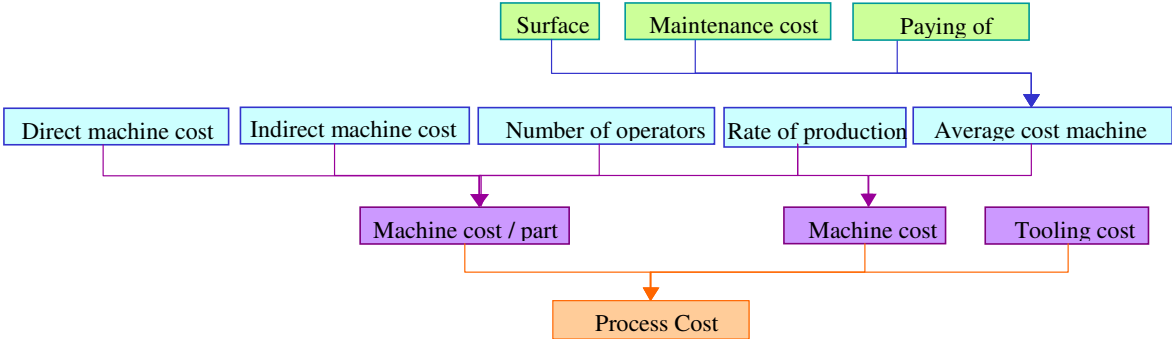 Surface
Maintenance cost
Paying of
Direct machine cost
Indirect machine cost
Number of operators
Rate of production
Average cost machine
Machine cost / part
Machine cost
Tooling cost
Process Cost